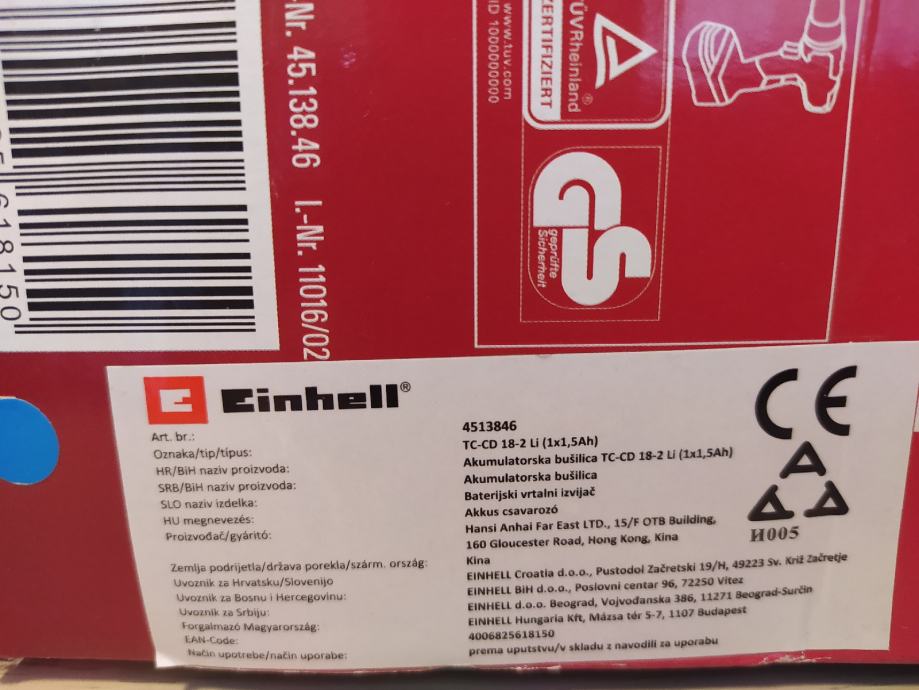 -Nr. 45.138.46 I.-Nr. 11016/02
618150
www.tuv.com
ID 1000000000
TÜVRheinland®
ZERTIFIZIERT
GS
geprüfte
Sicherheit
Einhell®
CE
И005
Art. br.:
4513846
Oznaka/tip/típus:
TC-CD 18-2 Li (1x1,5Ah)
HR/BiH naziv proizvoda:
Akumulatorska bušilica TC-CD 18-2 Li (1x1,5Ah)
SRB/BiH naziv proizvoda:
Akumulatorska bušilica
SLO naziv izdelka:
Baterijski vrtalni izvijač
HU megnevezés:
Akkus csavarozó
Proizvođač/gyártó:
Hansi Anhai Far East LTD., 15/F OTB Building,
160 Gloucester Road, Hong Kong, Kina
Zemlja podrijetla/država porekla/szárm. ország:
Kina
Uvoznik za Hrvatsku/Slovenijo
EINHELL Croatia d.o.o., Pustodol Začretski 19/H, 49223 Sv. Križ Začretje
Uvoznik za Bosnu i Hercegovinu:
EINHELL BiH d.o.o., Poslovni centar 96, 72250 Vitez
Uvoznik za Srbiju:
EINHELL d.o.o. Beograd, Vojvođanska 386, 11271 Beograd-Surčin
Forgalmazó Magyarország:
EINHELL Hungaria Kft, Mázsa tér 5-7, 1107 Budapest
EAN-Code:
4006825618150
Način upotrebe/način uporabe:
prema uputstvu/v skladu z navodili za uporabo